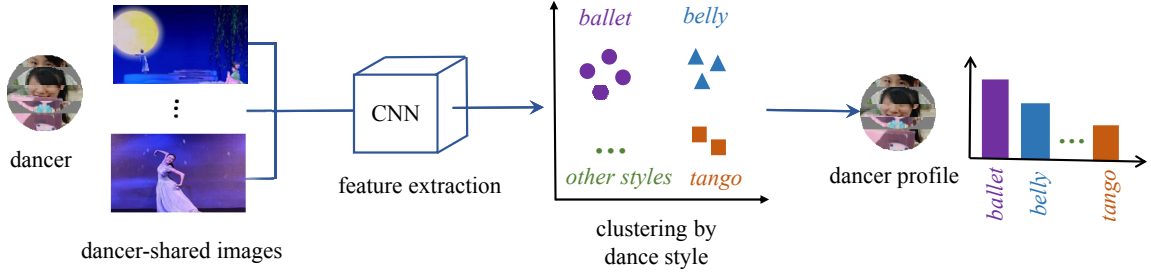 dancer
...
dancer-shared images
CNN
feature extraction
ballet
belly
...
other styles
tango
clustering by
dance style
dancer profile
...
ballet
belly
tango